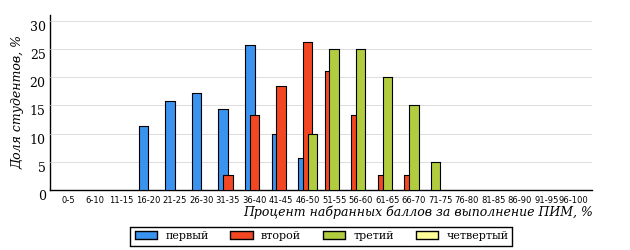 Доля студентов, %
30
25
20
15
10
5
0
0-5 6-10 11-15 16-20 21-25 26-30 31-35 36-40 41-45 46-50 51-55 56-60 61-65 66-70 71-75 76-80 81-85 86-90 91-95 96-100
Процент набранных баллов за выполнение ПИМ, %
первый второй третий четвертый